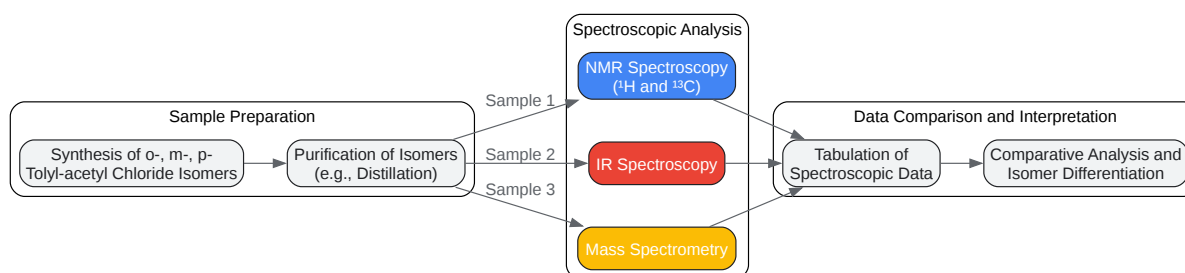 Sample Preparation
Synthesis of o-, m-, p-
Tolyl-acetyl Chloride Isomers
Purification of Isomers
(e.g., Distillation)
Sample 1
Sample 2
Sample 3
Spectroscopic Analysis
NMR Spectroscopy
(¹H and ¹³C)
IR Spectroscopy
Mass Spectrometry
Data Comparison and Interpretation
Tabulation of
Spectroscopic Data
Comparative Analysis and
Isomer Differentiation